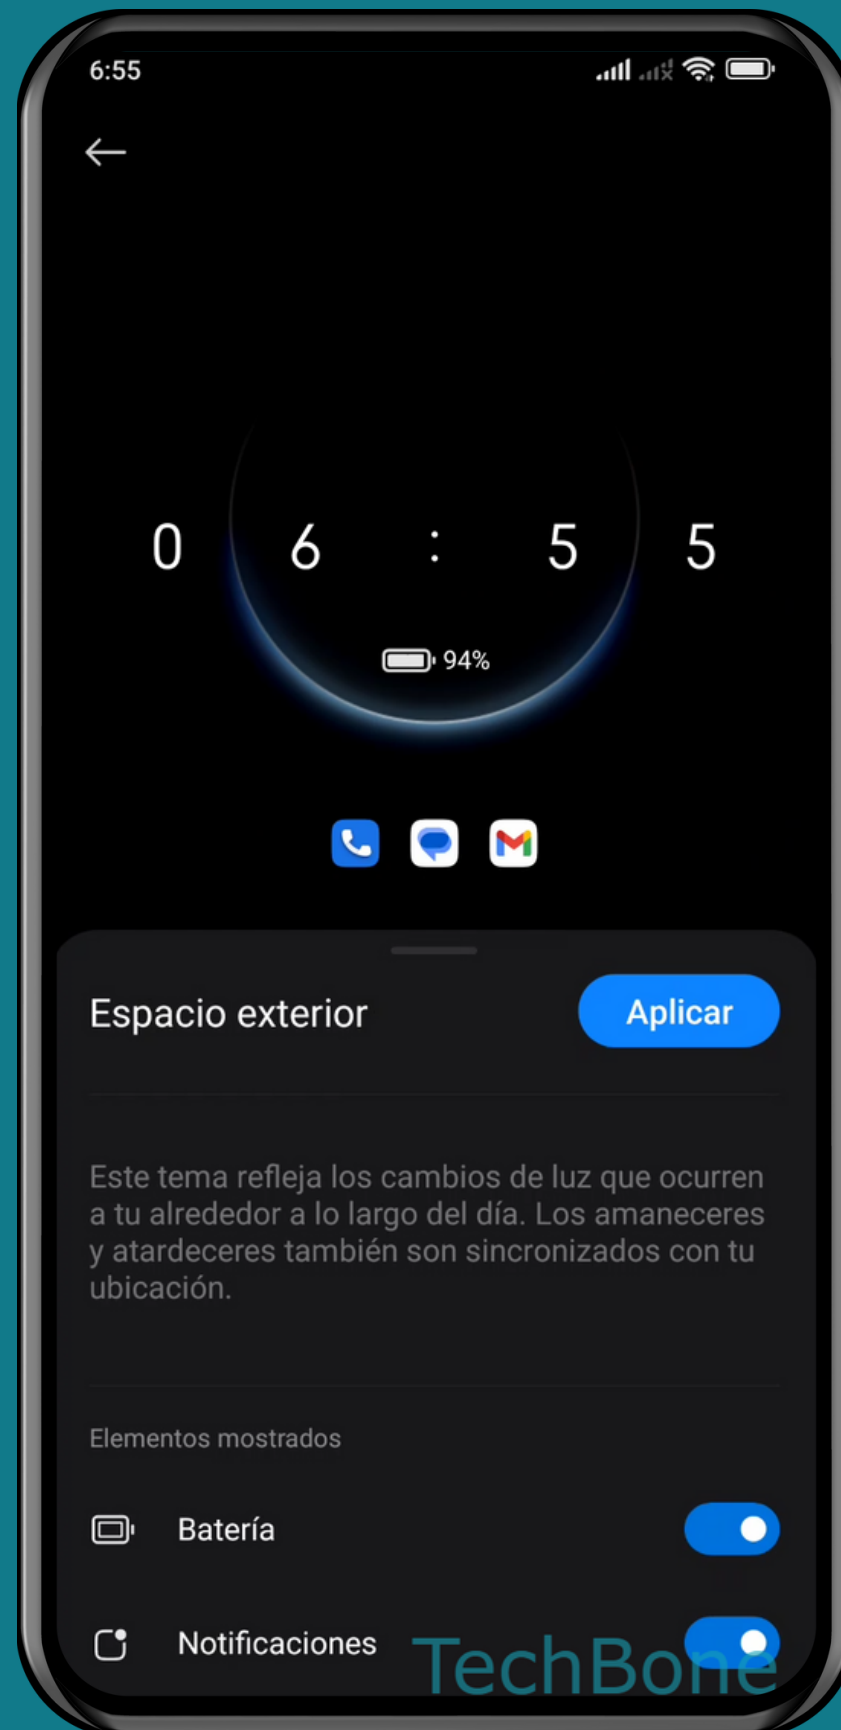 6:55
0 6 : 5 5
94%
Espacio exterior
Aplicar
Este tema refleja los cambios de luz que ocurren
a tu alrededor a lo largo del día. Los amaneceres
y atardeceres también son sincronizados con tu
ubicación.
Elementos mostrados
Batería
Notificaciones
TechBone